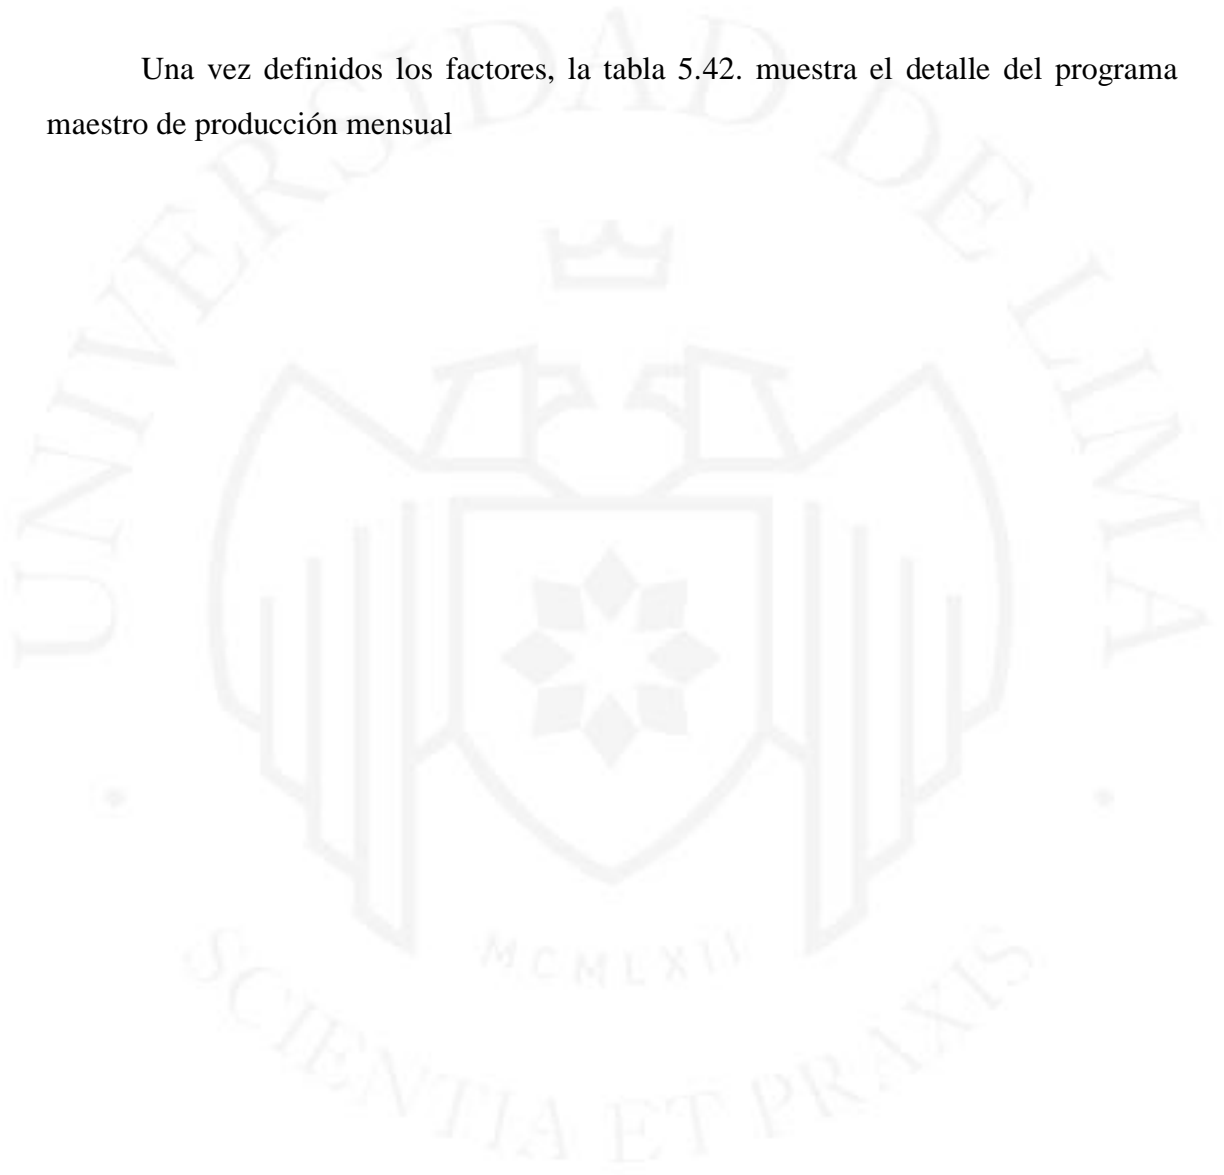 Una vez definidos los factores, la tabla 5.42. muestra el detalle del programa
maestro de producción mensual
UNIVERSIDAD DE LIMA
MCMLXII
SCIENTIA ET PRAXIS